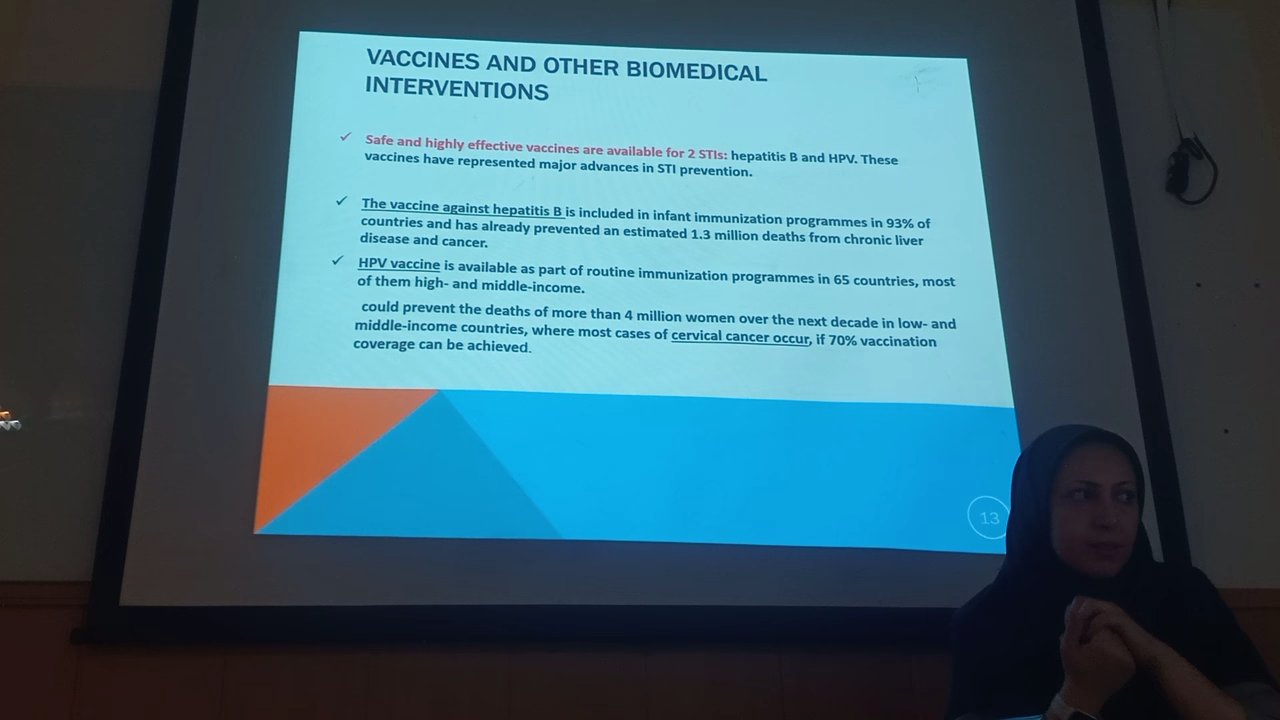 VACCINES AND OTHER BIOMEDICAL
INTERVENTIONS
✓ Safe and highly effective vaccines are available for 2 STIs: hepatitis B and HPV. These
vaccines have represented major advances in STI prevention.
✓ The vaccine against hepatitis B is included in infant immunization programmes in 93% of
countries and has already prevented an estimated 1.3 million deaths from chronic liver
disease and cancer.
✓ HPV vaccine is available as part of routine immunization programmes in 65 countries, most
of them high- and middle-income.
could prevent the deaths of more than 4 million women over the next decade in low- and
middle-income countries, where most cases of cervical cancer occur, if 70% vaccination
coverage can be achieved.
13